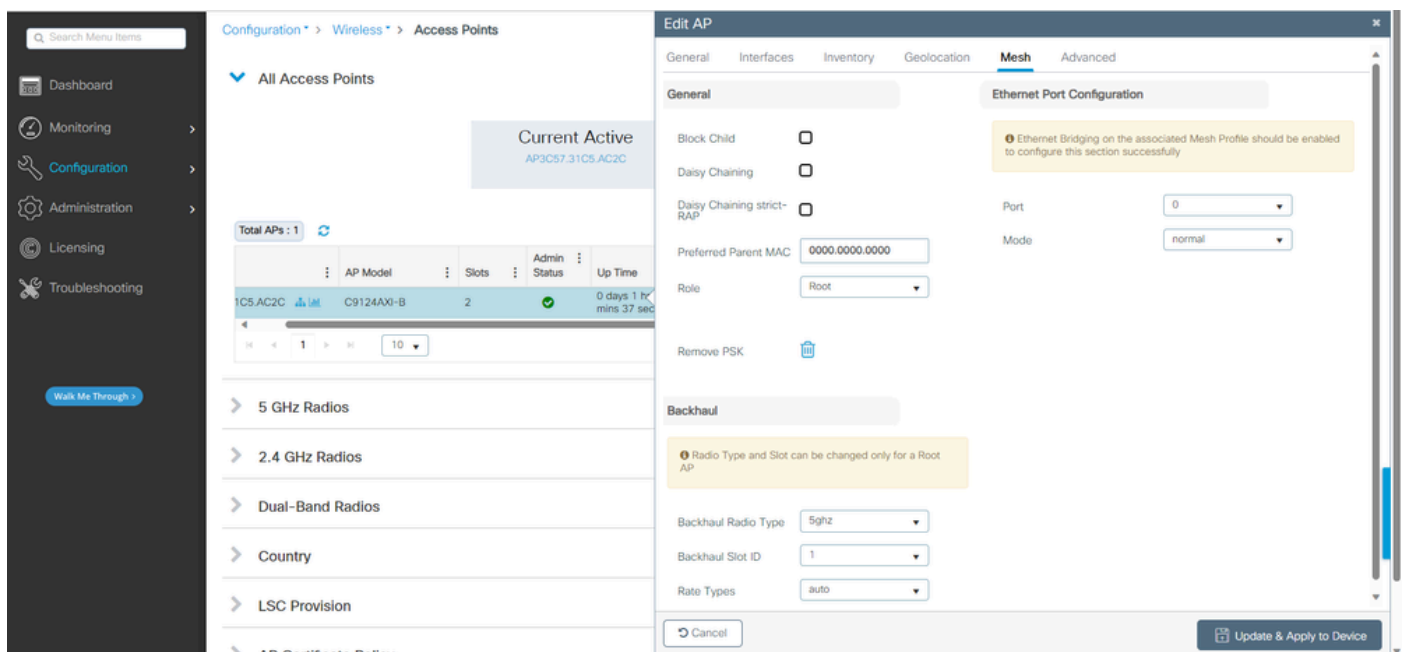 Search Menu Items
Dashboard
Monitoring
Configuration
Administration
Licensing
Troubleshooting
Walk Me Through >
Configuration > Wireless > Access Points
All Access Points
Current Active
AP3C57.31C5.AC2C
Total APs : 1
AP Model
Slots
Admin
Status
Up Time
1C5.AC2C
C9124AXI-B
2
0 days 1
mins 37 sec
1
10
5 GHz Radios
2.4 GHz Radios
Dual-Band Radios
Country
LSC Provision
Edit AP
General
Interfaces
Inventory
Geolocation
Mesh
Advanced
General
Block Child
Daisy Chaining
Daisy Chaining strict-
RAP
Preferred Parent MAC
0000.0000.0000
Role
Root
Remove PSK
Backhaul
Radio Type and Slot can be changed only for a Root
AP
Backhaul Radio Type
5ghz
Backhaul Slot ID
1
Rate Types
auto
Ethernet Port Configuration
Ethernet Bridging on the associated Mesh Profile should be enabled
to configure this section successfully
Port
0
Mode
normal
Cancel
Update & Apply to Device